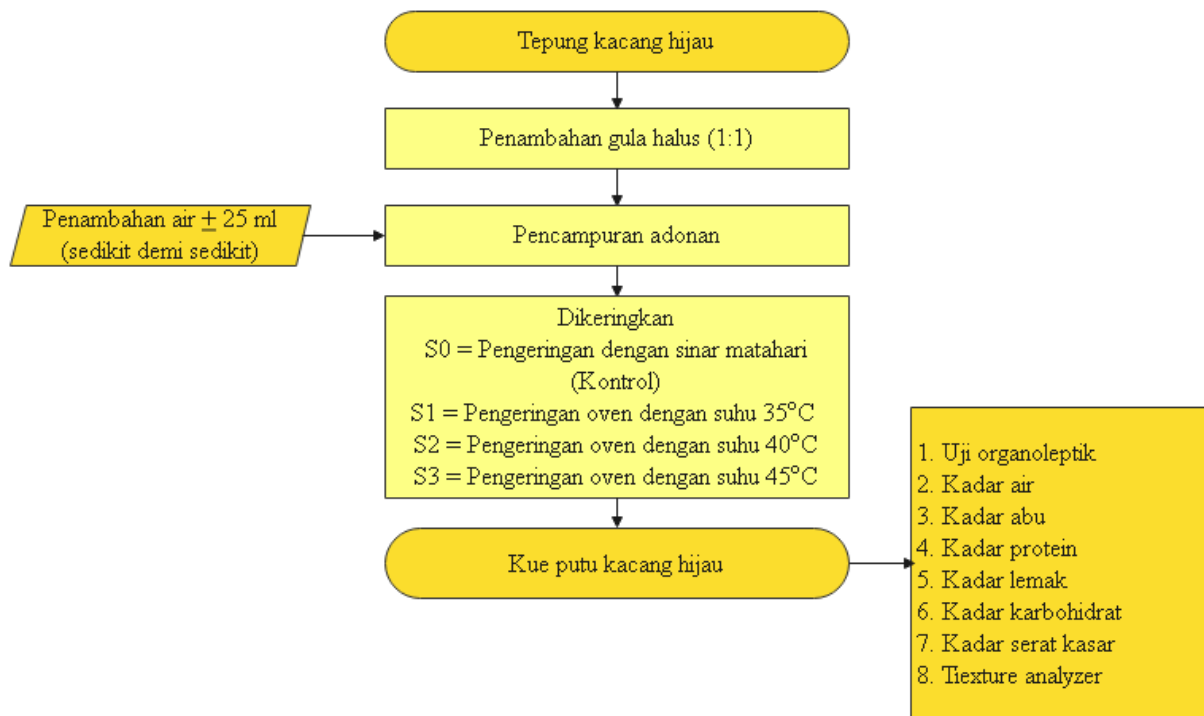 Tepung kacang hijau
Penambahan gula halus (1:1)
Penambahan air ± 25 ml
(sedikit demi sedikit)
Pencampuran adonan
Dikeringkan
S0 = Pengeringan dengan sinar matahari
(Kontrol)
S1 = Pengeringan oven dengan suhu 35°C
S2 = Pengeringan oven dengan suhu 40°C
S3 = Pengeringan oven dengan suhu 45°C
Kue putu kacang hijau
1. Uji organoleptik
2. Kadar air
3. Kadar abu
4. Kadar protein
5. Kadar lemak
6. Kadar karbohidrat
7. Kadar serat kasar
8. Tiexture analyzer